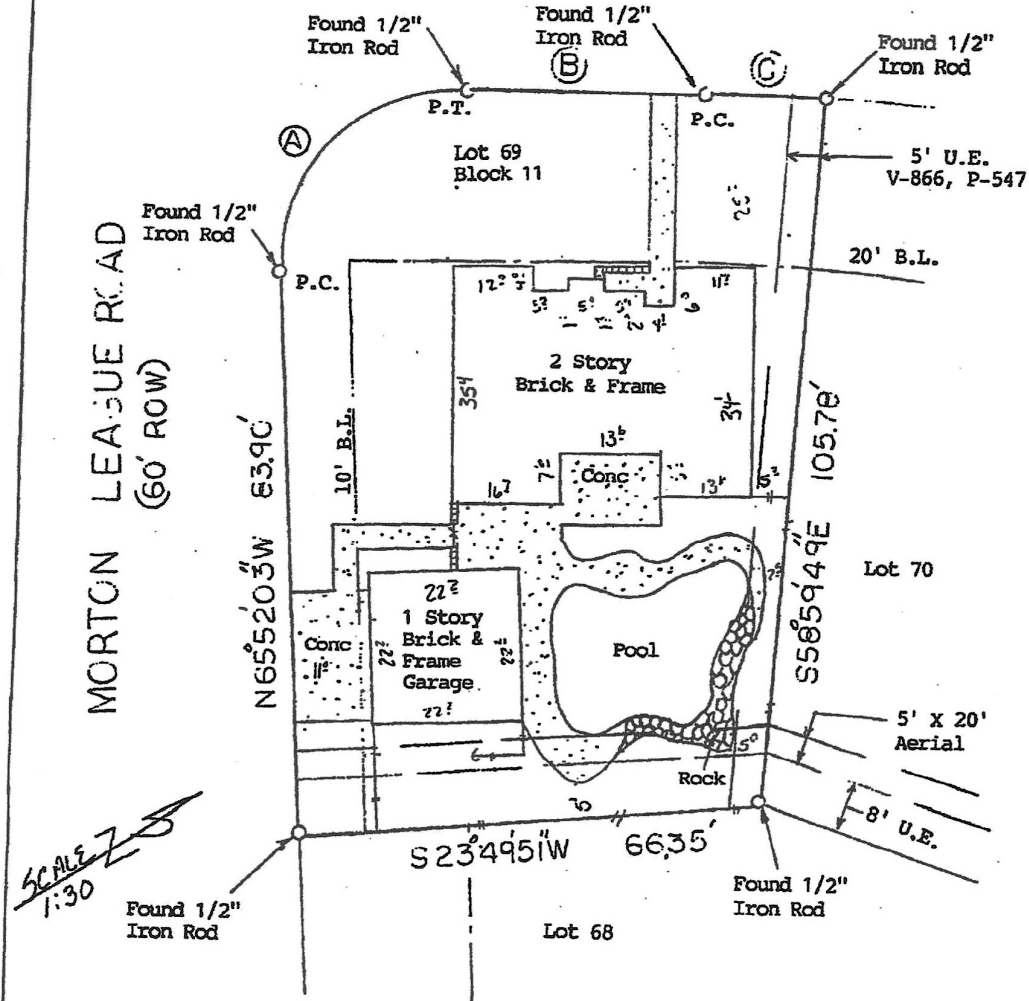 Found 1/2"
Iron Rod
Found 1/2"
Iron Rod
Found 1/2"
Iron Rod
B
C
P.T.
P.C.
A
Lot 69
Block 11
5' U.E.
V-866, P-547
Found 1/2"
Iron Rod
P.C.
20' B.L.
MORTON LEAGUE ROAD
(60' ROW)
2 Story
Brick & Frame
10' B.L.
N65°52'03"W 83.90'
S58°59'49"E 105.78'
Conc
Lot 70
1 Story
Brick &
Frame
Garage
Conc
Pool
5' X 20'
Aerial
Rock
8' U.E.
S23°49'51"W 66.35'
SCALE
1:30
Found 1/2"
Iron Rod
Found 1/2"
Iron Rod
Lot 68